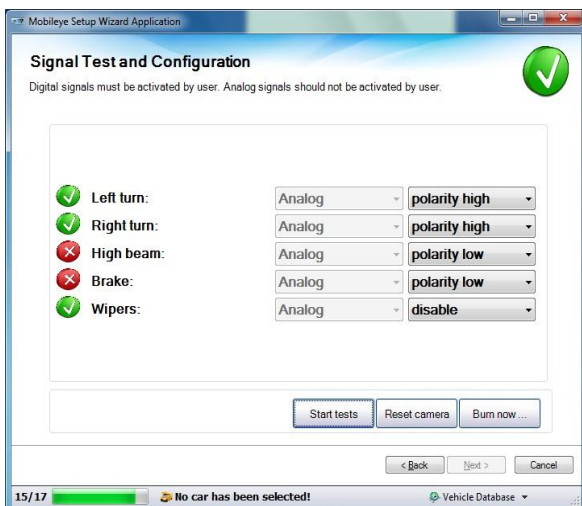 Mobileye Setup Wizard Application
Signal Test and Configuration
Digital signals must be activated by user. Analog signals should not be activated by user.
Left turn: Analog polarity high
Right turn: Analog polarity high
High beam: Analog polarity low
Brake: Analog polarity low
Wipers: Analog disable
Start tests Reset camera Burn now ...
< Back Next > Cancel
15/17 No car has been selected! Vehicle Database